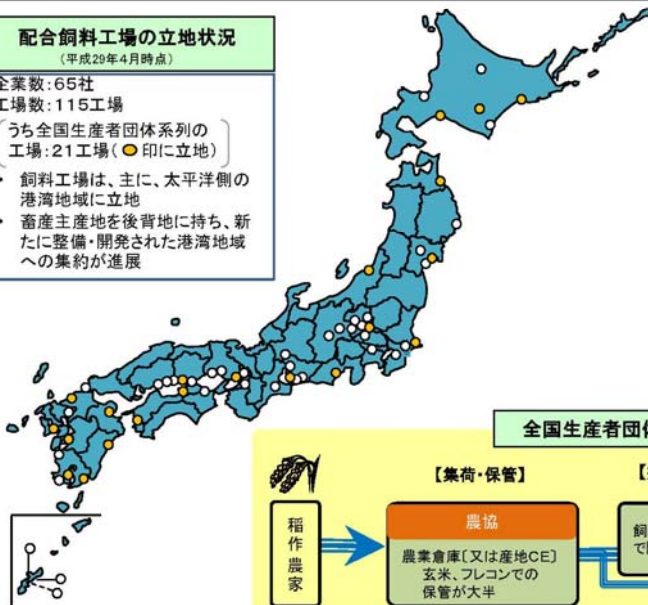 配合飼料工場の立地状況
(平成29年4月時点)
企業数:65社
工場数:115工場
うち全国生産者団体系列の
工場:21工場( 印に立地)
・ 飼料工場は、主に、太平洋側の
港湾地域に立地
・ 畜産主産地を後背地に持ち、新
たに整備・開発された港湾地域
への集約が進展
全国生産者団体
【集荷・保管】
稲作農家
農協
農業倉庫〔又は産地CE〕
玄米、フレコンでの
保管が大半
飼
で